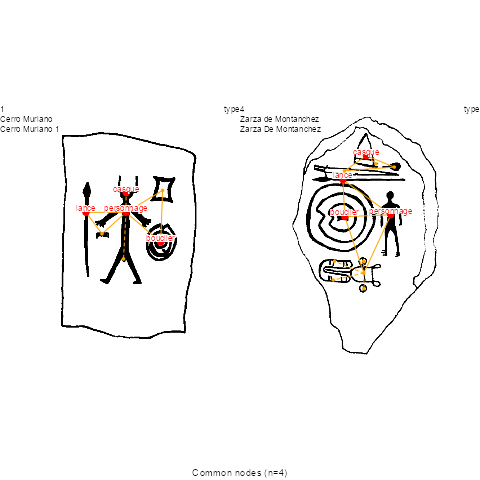 1
Cerro Muriano
Cerro Muriano 1
casque
lance personnage
bouclier
type4
Zarza de Montanchez
Zarza De Montanchez
casque
lance
bouclier personnage
type
Common nodes (n=4)